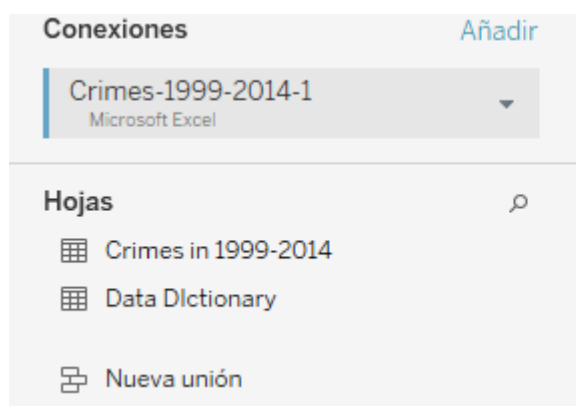 Conexiones Añadir
Crimes-1999-2014-1
Microsoft Excel
Hojas
Crimes in 1999-2014
Data DIctionary
Nueva unión